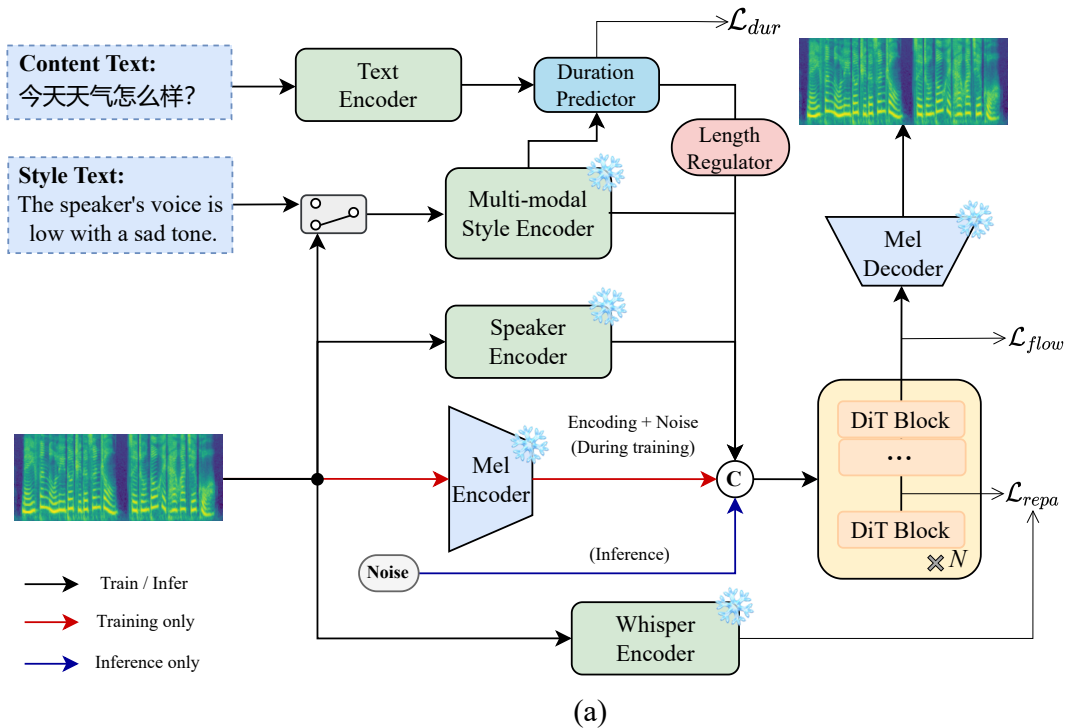 Content Text:
今天天气怎么样?
Text
Encoder
Duration
Predictor
ℒdur
Length
Regulator
Style Text:
The speaker's voice is
low with a sad tone.
Multi-modal
Style Encoder
Mel
Decoder
Speaker
Encoder
ℒflow
Encoding + Noise
(During training)
Mel
Encoder
C
DiT Block
...
DiT Block
N
ℒrepa
Noise
(Inference)
Train / Infer
Training only
Inference only
Whisper
Encoder
(a)